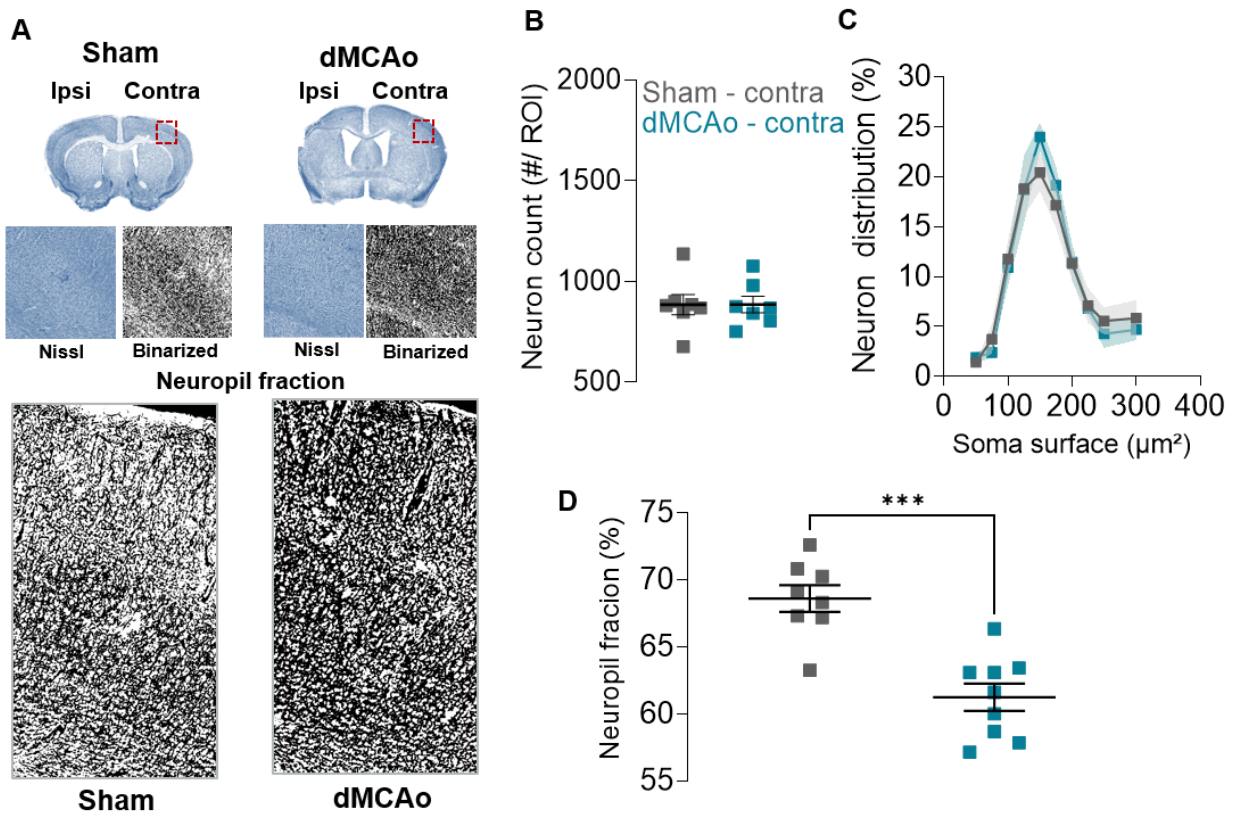 A
Sham
dMCAo
Ipsi Contra
Ipsi Contra
Nissl
Binarized
Nissl
Binarized
Neuropil fraction
Sham
dMCAo
B
Neuron count (#/ ROI)
2000
1500
1000
500
Sham - contra
dMCAo - contra
C
Neuron distribution (%)
30
25
20
15
10
5
0
0 100 200 300 400
Soma surface (µm²)
D
Neuropil fracion (%)
75
70
65
60
55
***